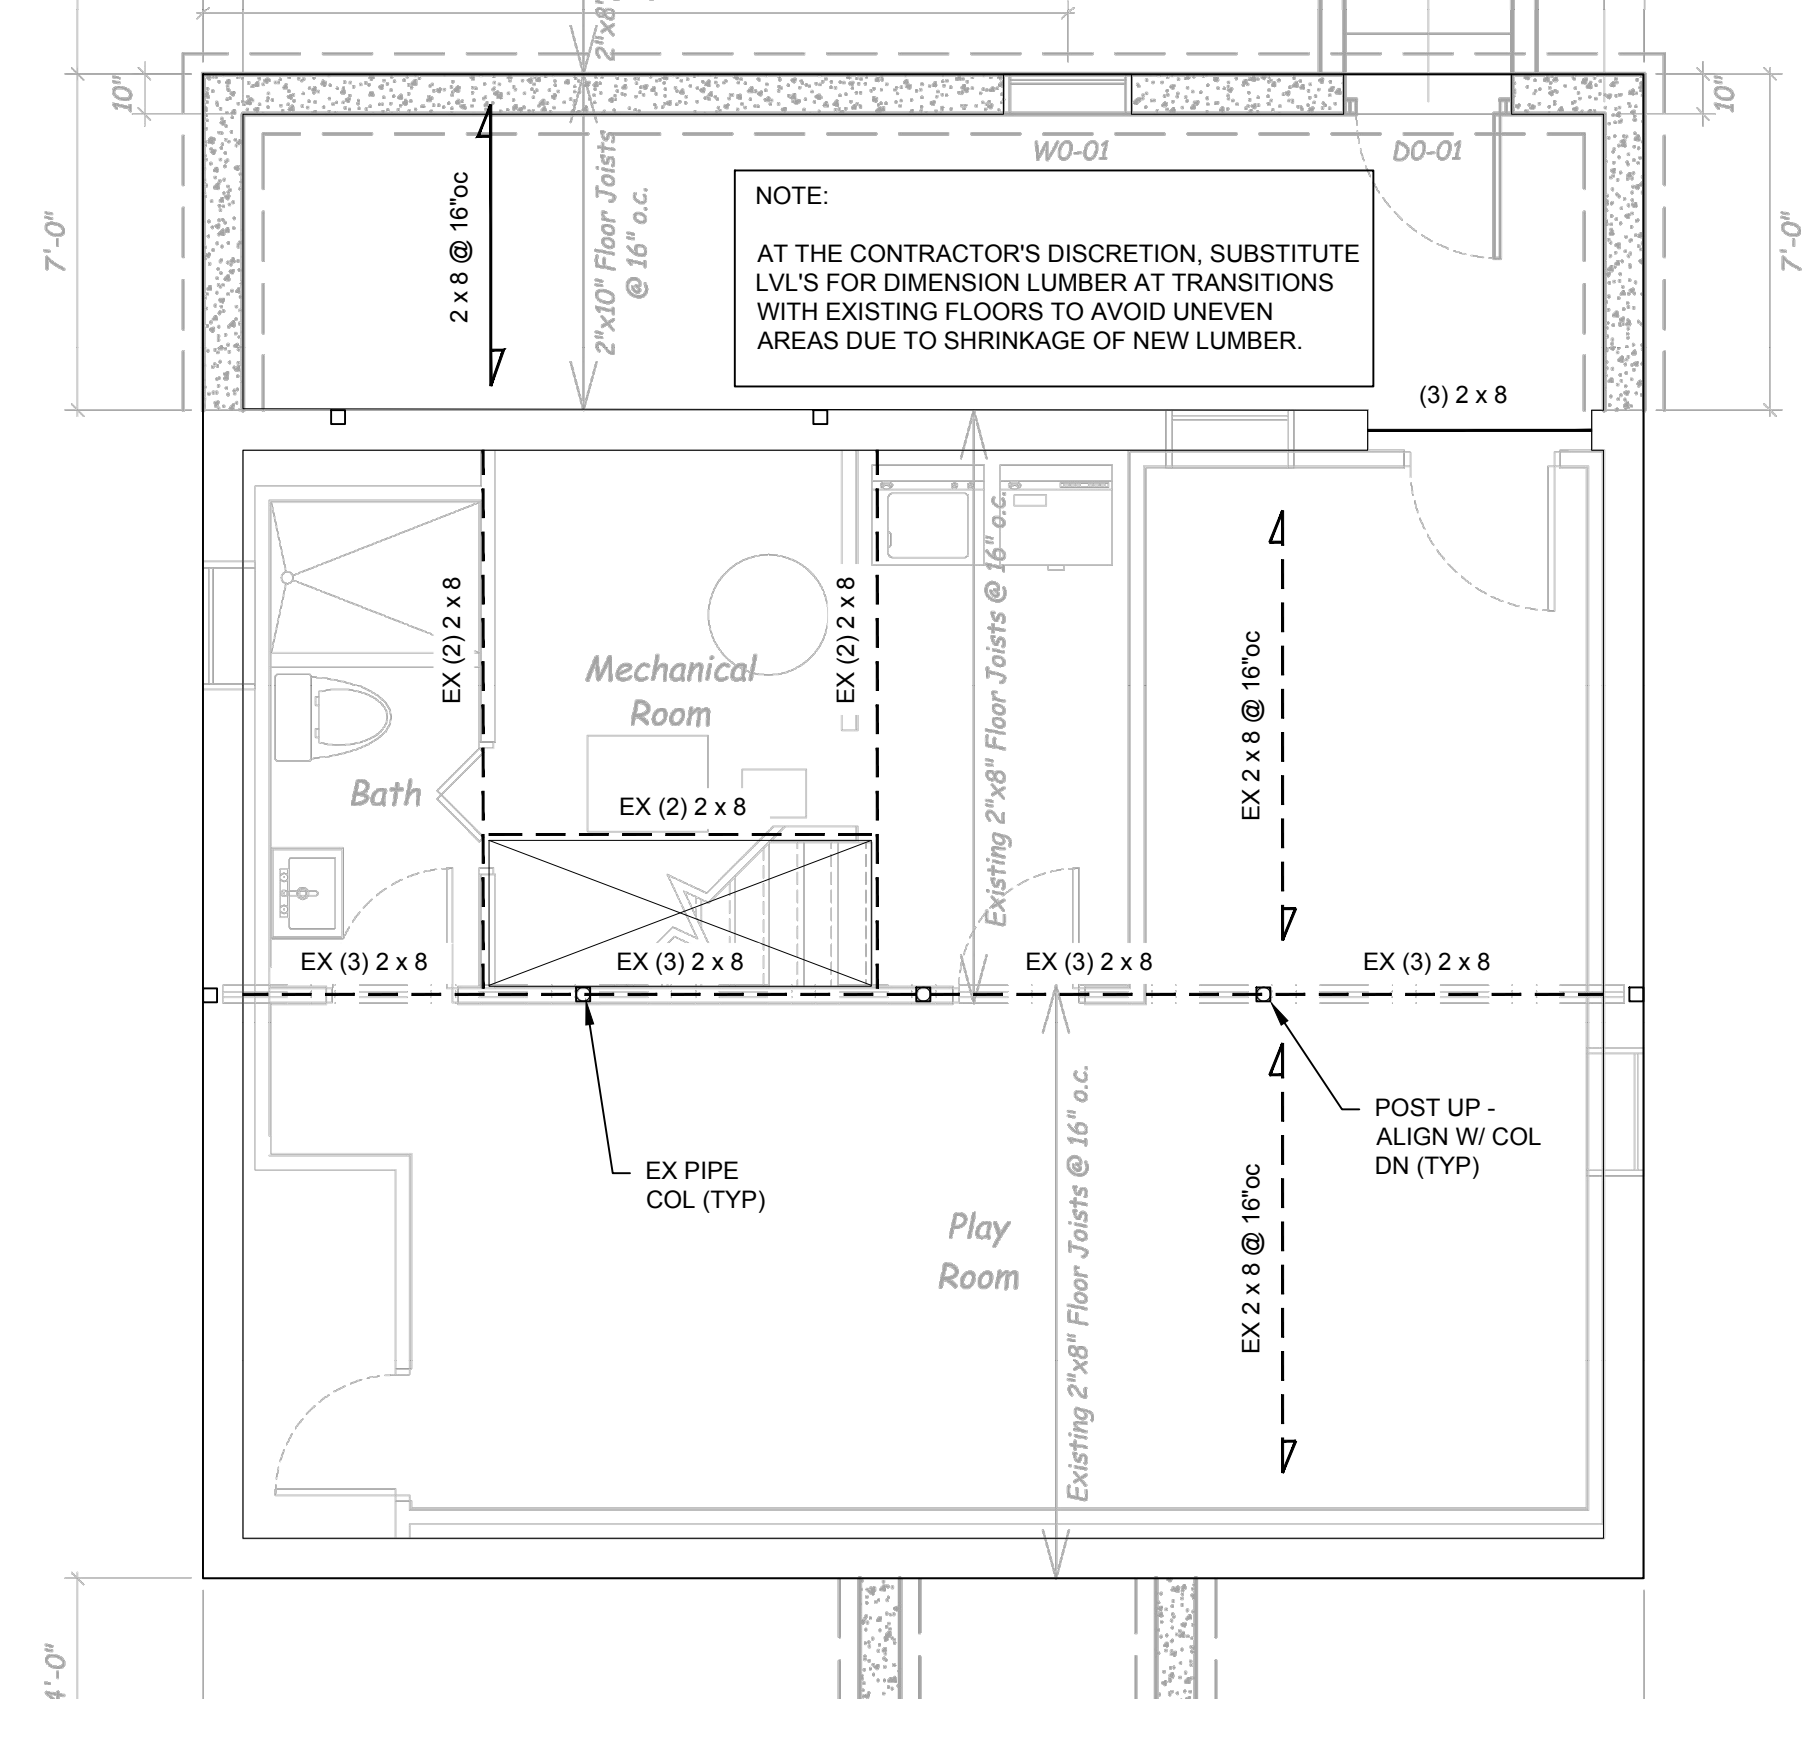 2"x8"
10"
10"
7'-0"
7'-0"
W0-01
D0-01
2 x 8 @ 16"oc
2"x10" Floor Joists
@ 16" o.c.
NOTE:
AT THE CONTRACTOR'S DISCRETION, SUBSTITUTE
LVL'S FOR DIMENSION LUMBER AT TRANSITIONS
WITH EXISTING FLOORS TO AVOID UNEVEN
AREAS DUE TO SHRINKAGE OF NEW LUMBER.
(3) 2 x 8
EX (2) 2 x 8
Mechanical
Room
EX (2) 2 x 8
Existing 2"x8" Floor Joists @ 16" o.c.
EX 2 x 8 @ 16"oc
Bath
EX (2) 2 x 8
EX (3) 2 x 8
EX (3) 2 x 8
EX (3) 2 x 8
EX (3) 2 x 8
EX PIPE
COL (TYP)
POST UP -
ALIGN W/ COL
DN (TYP)
Play
Room
Existing 2"x8" Floor Joists @ 16" o.c.
EX 2 x 8 @ 16"oc